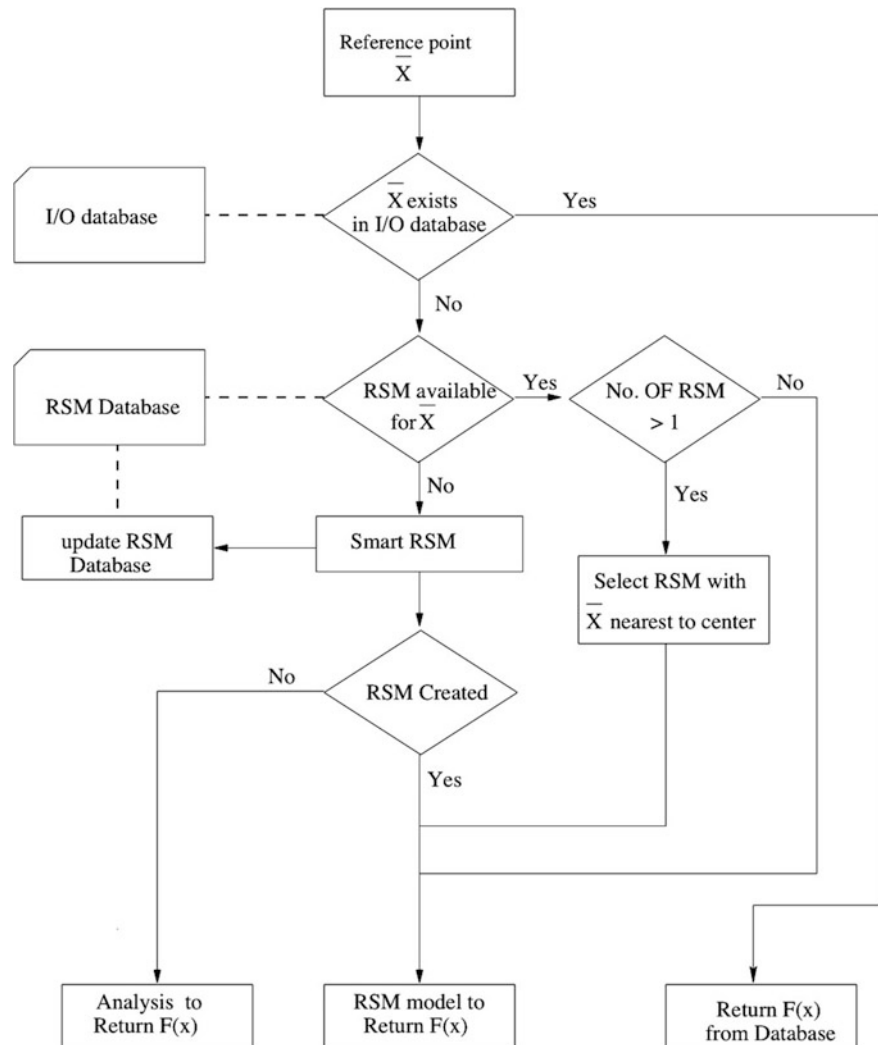 Reference point
X̅
I/O database
X̅ exists
in I/O database
Yes
No
RSM Database
RSM available
for X̅
Yes
No. OF RSM
> 1
No
No
Yes
update RSM
Database
Smart RSM
Select RSM with
X̅ nearest to center
No
RSM Created
Yes
Analysis to
Return F(x)
RSM model to
Return F(x)
Return F(x)
from Database